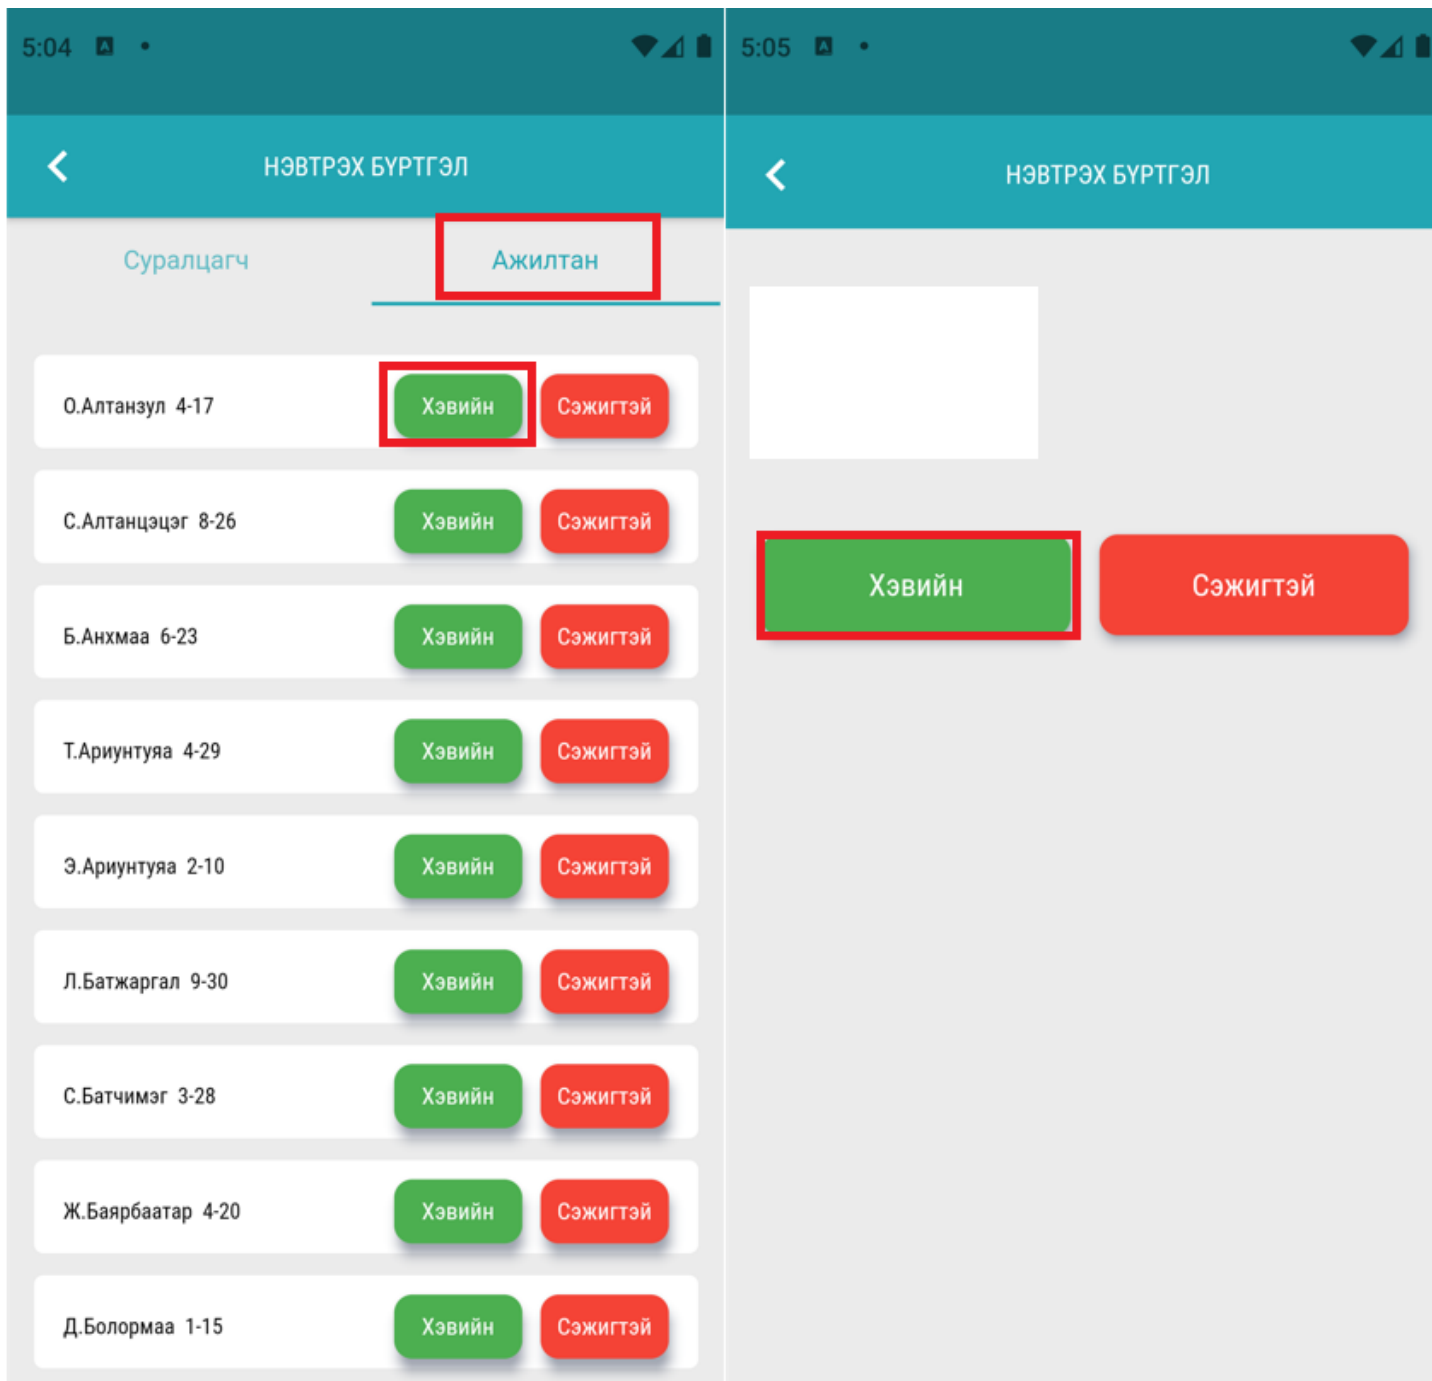 5:04
НЭВТРЭХ БҮРТГЭЛ
Суралцагч Ажилтан
О.Алтанзул 4-17 Хэвийн Сэжигтэй
С.Алтанцэцэг 8-26 Хэвийн Сэжигтэй
Б.Анхмаа 6-23 Хэвийн Сэжигтэй
Т.Ариунтуяа 4-29 Хэвийн Сэжигтэй
Э.Ариунтуяа 2-10 Хэвийн Сэжигтэй
Л.Батжаргал 9-30 Хэвийн Сэжигтэй
С.Батчимэг 3-28 Хэвийн Сэжигтэй
Ж.Баярбаатар 4-20 Хэвийн Сэжигтэй
Д.Болормаа 1-15 Хэвийн Сэжигтэй
5:05
НЭВТРЭХ БҮРТГЭЛ
Хэвийн Сэжигтэй